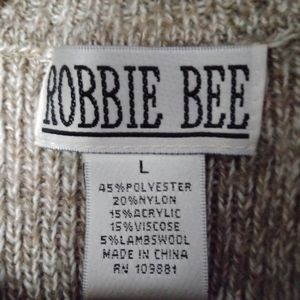 ROBBIE BEE
L
45%POLYESTER
20%NYLON
15%ACRYLIC
15%VISCOSE
5%LAMBSWOOL
MADE IN CHINA
RN 109881